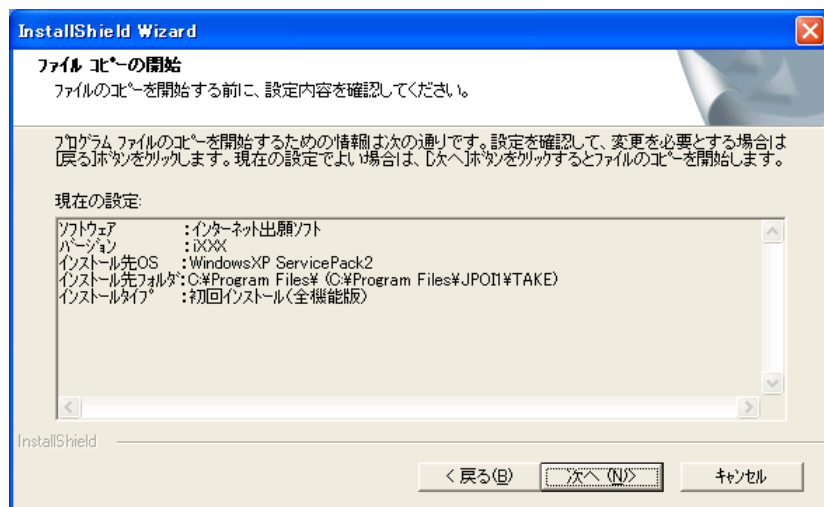 InstallShield Wizard
ファイル コピーの開始
ファイルのコピーを開始する前に、設定内容を確認してください。
プログラム ファイルのコピーを開始するための情報は次の通りです。設定を確認して、変更を必要とする場合は
[戻る]ボタンをクリックします。現在の設定でよい場合は、[次へ]ボタンをクリックするとファイルのコピーを開始します。
現在の設定:
ソフトウェア :インターネット出願ソフト
バージョン :iXXX
インストール先OS :WindowsXP ServicePack2
インストール先フォルダ:C:¥Program Files¥ (C:¥Program Files¥JPOI1¥TAKE)
インストールタイプ :初回インストール(全機能版)
InstallShield
< 戻る(B)
次へ (N)>
キャンセル